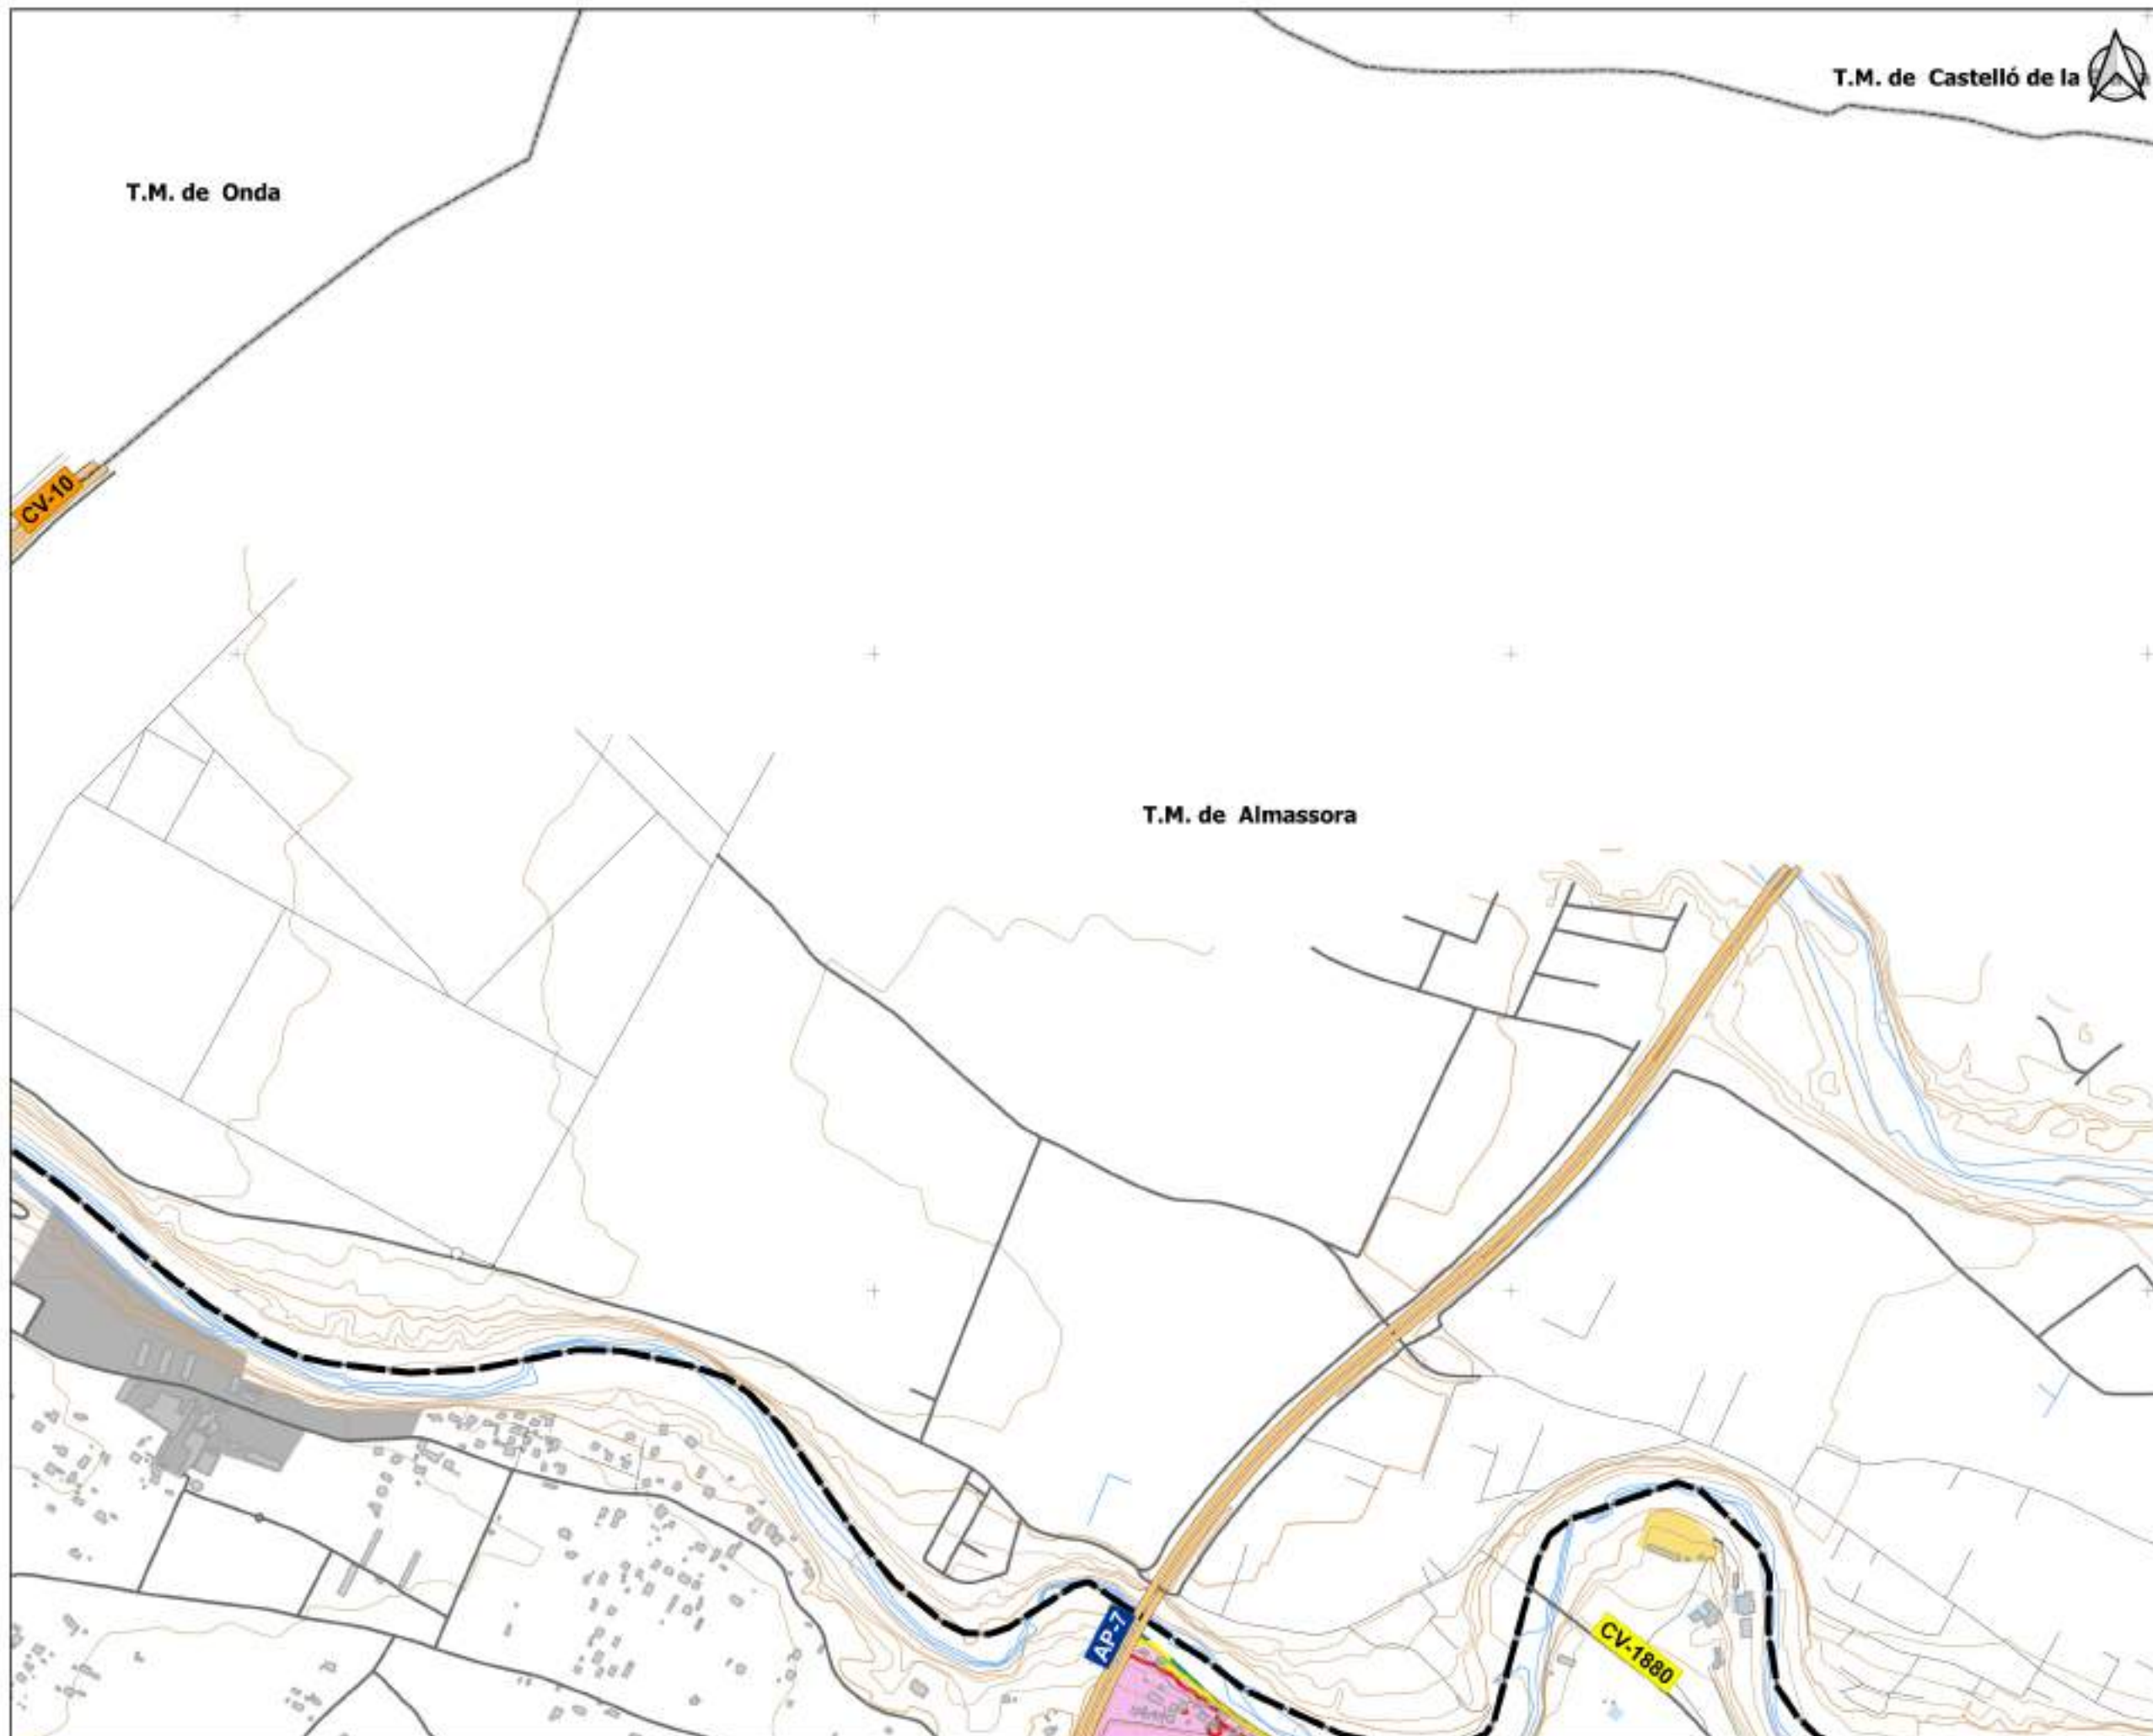 T.M. de Castelló de la
T.M. de Onda
CV-10
T.M. de Almassora
AP-7
CV-1880